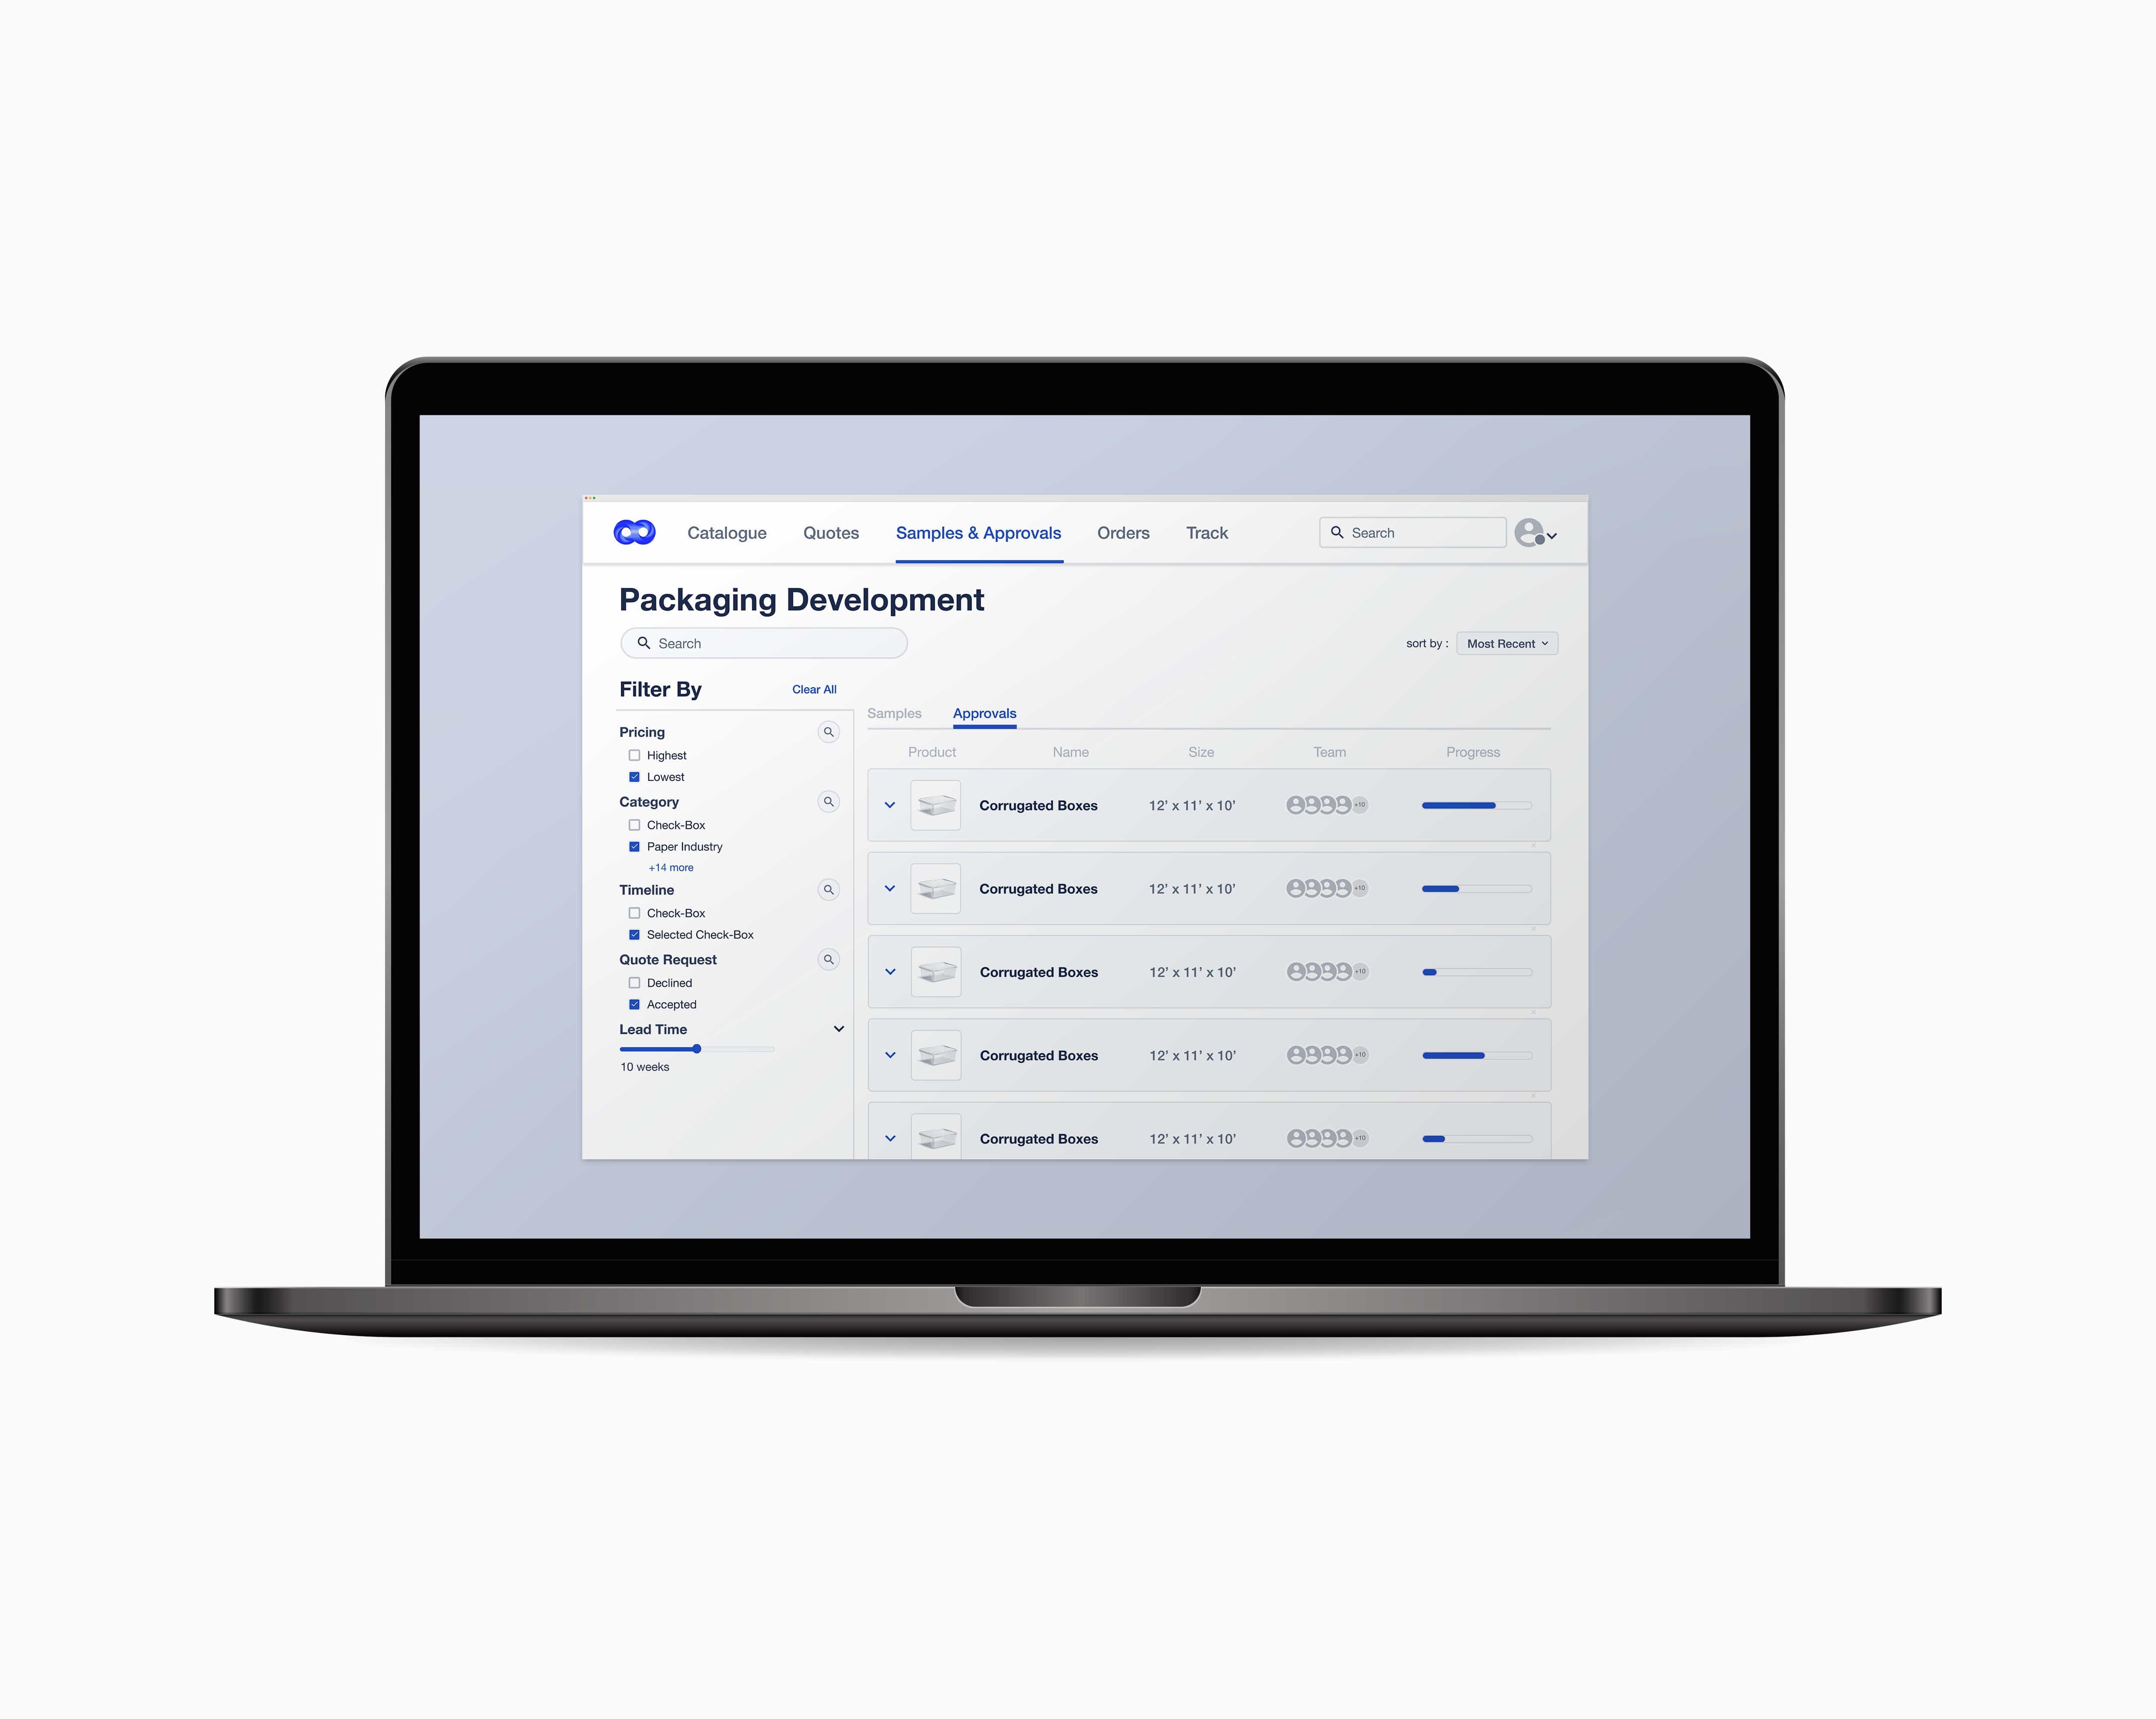 Catalogue Quotes Samples & Approvals Orders Track Search
Packaging Development
Search
sort by : Most Recent
Filter By Clear All
Pricing
Highest
Lowest
Category
Check-Box
Paper Industry
+14 more
Timeline
Check-Box
Selected Check-Box
Quote Request
Declined
Accepted
Lead Time
10 weeks
Samples Approvals
Product Name Size Team Progress
Corrugated Boxes 12’ x 11’ x 10’ +10
Corrugated Boxes 12’ x 11’ x 10’ +10
Corrugated Boxes 12’ x 11’ x 10’ +10
Corrugated Boxes 12’ x 11’ x 10’ +10
Corrugated Boxes 12’ x 11’ x 10’ +10